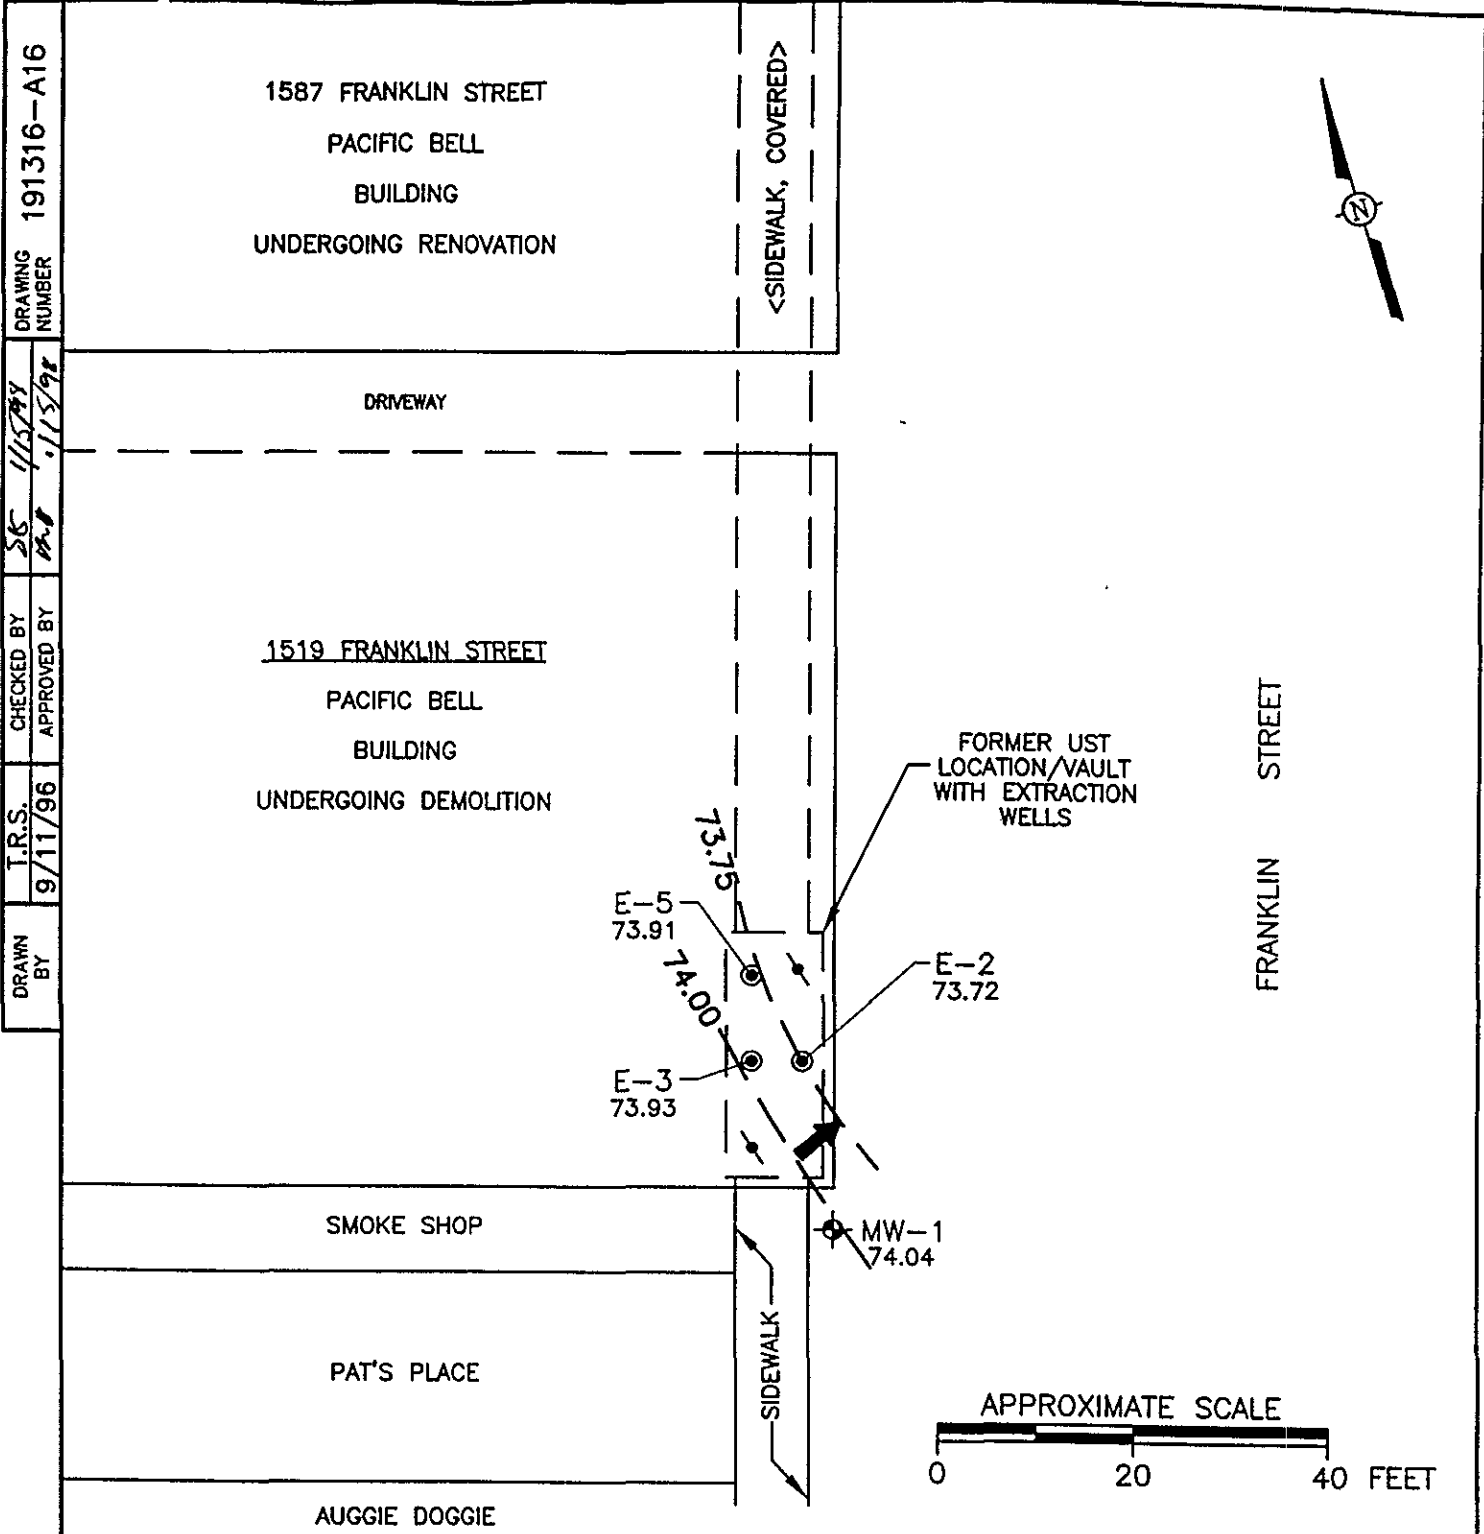 DRAWING NUMBER 191316-A16
CHECKED BY
APPROVED BY
DRAWN BY
T.R.S.
9/11/96
1587 FRANKLIN STREET
PACIFIC BELL
BUILDING
UNDERGOING RENOVATION
<SIDEWALK, COVERED>
N
DRIVEWAY
1519 FRANKLIN STREET
PACIFIC BELL
BUILDING
UNDERGOING DEMOLITION
FORMER UST
LOCATION/VAULT
WITH EXTRACTION
WELLS
FRANKLIN STREET
73.75
E-5
73.91
74.00
E-2
73.72
E-3
73.93
MW-1
74.04
SMOKE SHOP
SIDEWALK
PAT'S PLACE
AUGGIE DOGGIE
APPROXIMATE SCALE
0 20 40 FEET